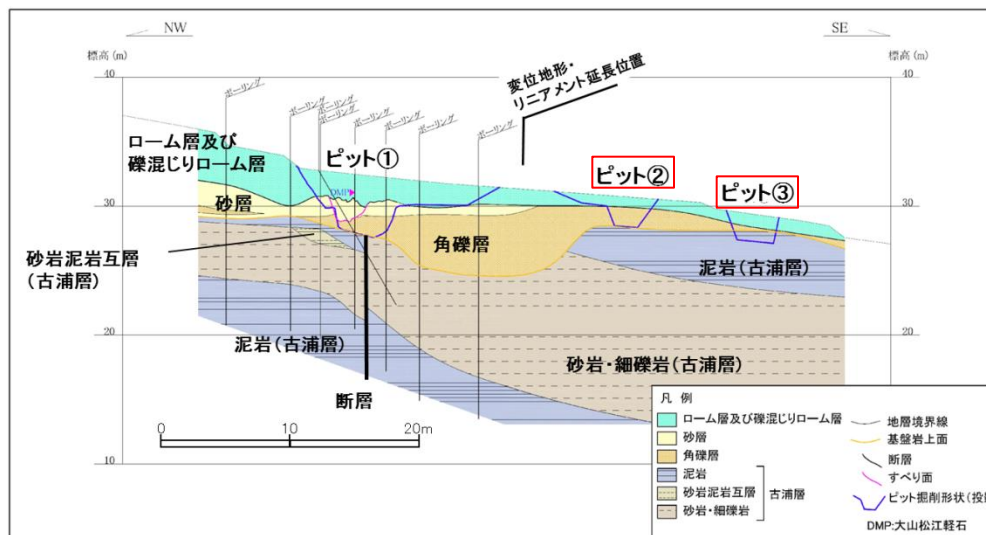 NW
SE
標高(m)
標高(m)
変位地形・
リニアメント延長位置
40
40
ボーリング
ボーリング
ボーリング
ボーリング
ボーリング
ボーリング
ボーリング
ボーリング
ローム層及び
礫混じりローム層
ピット①
ピット②
ピット③
DMP
砂層
30
30
角礫層
砂岩泥岩互層
(古浦層)
泥岩(古浦層)
20
20
泥岩(古浦層)
砂岩・細礫岩(古浦層)
断層
0
10
20m
10
凡 例
ローム層及び礫混じりローム層
砂層
角礫層
泥岩
砂岩泥岩互層
砂岩・細礫岩
古浦層
地層境界線
基盤岩上面
断層
すべり面
ピット掘削形状(投
DMP:大山松江軽石